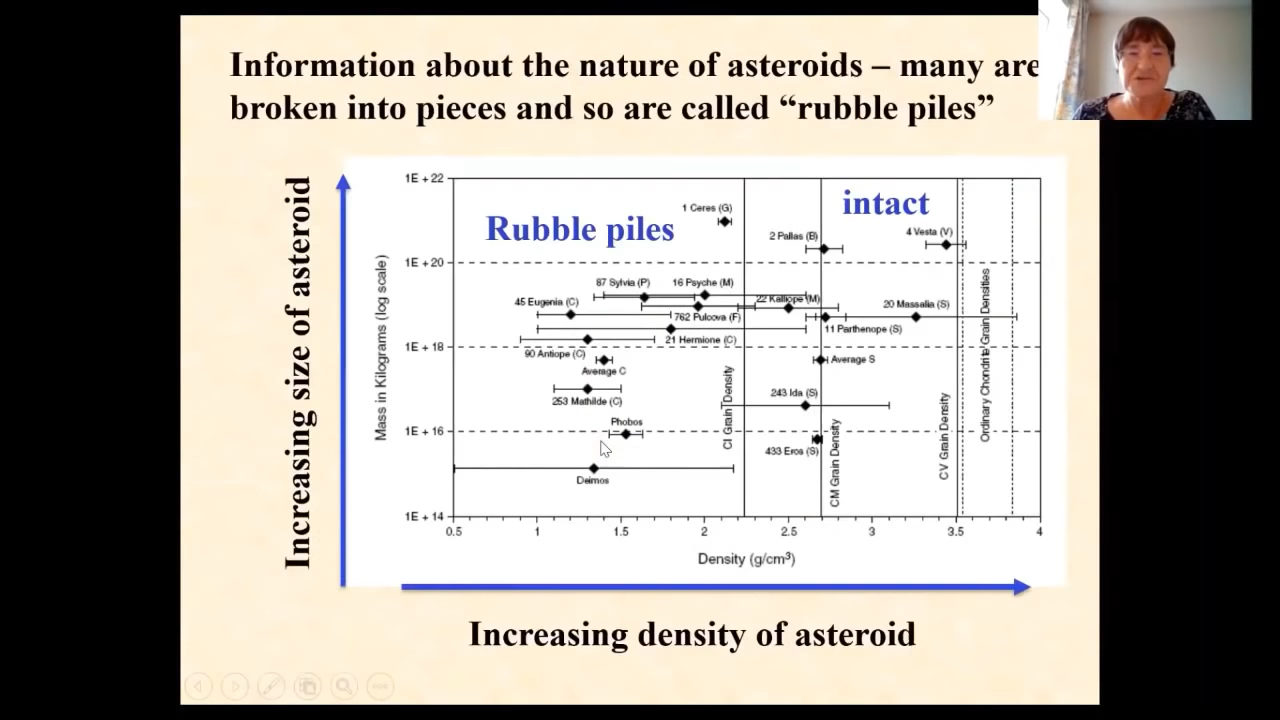 Information about the nature of asteroids – many are
broken into pieces and so are called “rubble piles”
Increasing size of asteroid
Mass in Kilograms (log scale)
1E + 22
1E + 20
1E + 18
1E + 16
1E + 14
Rubble piles
intact
1 Ceres (G)
2 Pallas (B)
4 Vesta (V)
87 Sylvia (P)
16 Psyche (M)
45 Eugenia (C)
22 Kalliope (M)
20 Massalia (S)
762 Pulcova (F)
11 Parthenope (S)
21 Hermione (C)
90 Antiope (C)
Average C
Average S
253 Mathilde (C)
243 Ida (S)
Phobos
433 Eros (S)
Deimos
CI Grain Density
CM Grain Density
CV Grain Density
Ordinary Chondrite Grain Densities
0.5 1 1.5 2 2.5 3 3.5 4
Density (g/cm³)
Increasing density of asteroid